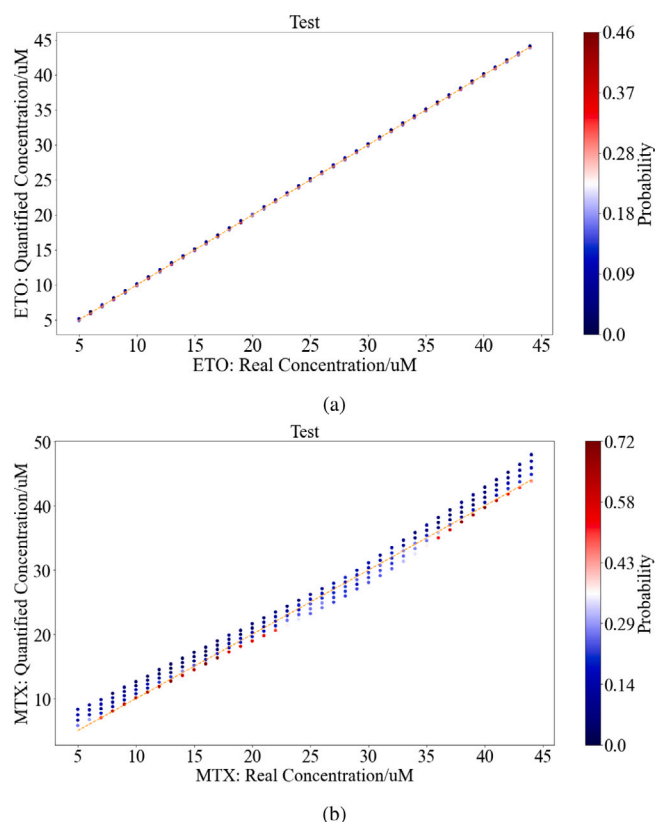 Test
45
40
35
30
25
20
15
10
5
5 10 15 20 25 30 35 40 45
ETO: Quantified Concentration/uM
ETO: Real Concentration/uM
0.46
0.37
0.28
0.18
0.09
0.0
Probability
(a)
Test
50
40
30
20
10
5 10 15 20 25 30 35 40 45
MTX: Quantified Concentration/uM
MTX: Real Concentration/uM
0.72
0.58
0.43
0.29
0.14
0.0
Probability
(b)